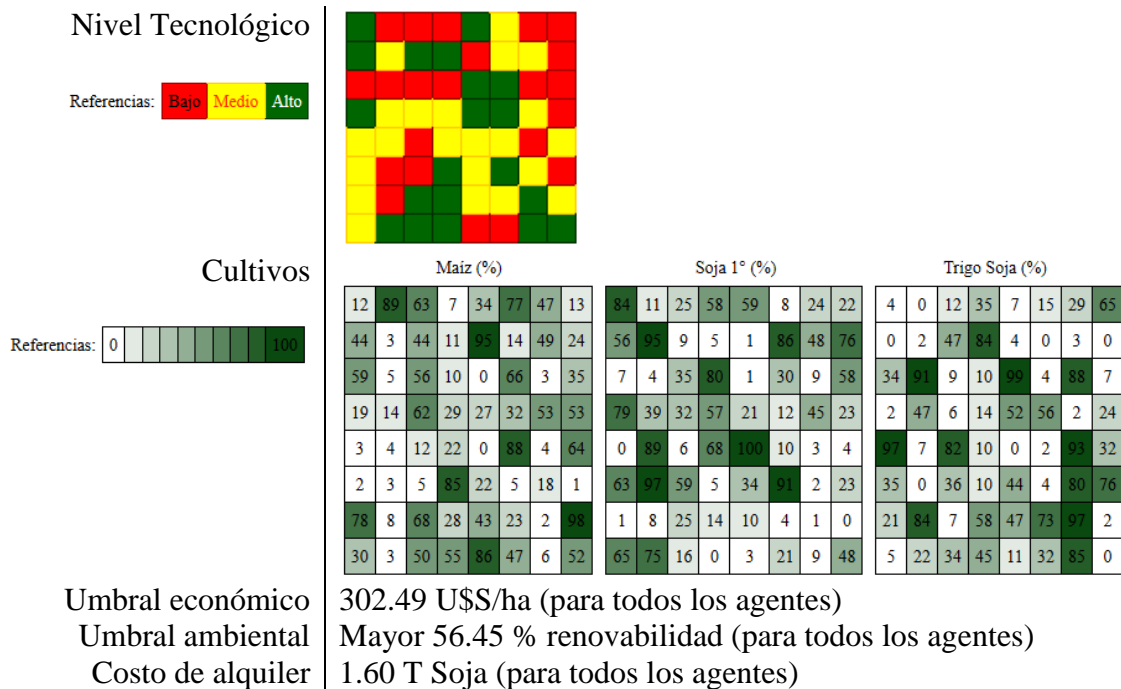 Nivel Tecnológico
Referencias: Bajo Medio Alto
Cultivos
Referencias: 0 100
Maíz (%)
12 89 63 7 34 77 47 13
44 3 44 11 95 14 49 24
59 5 56 10 0 66 3 35
19 14 62 29 27 32 53 53
3 4 12 22 0 88 4 64
2 3 5 85 22 5 18 1
78 8 68 28 43 23 2 98
30 3 50 55 86 47 6 52
Soja 1° (%)
84 11 25 58 59 8 24 22
56 95 9 5 1 86 48 76
7 4 35 80 1 30 9 58
79 39 32 57 21 12 45 23
0 89 6 68 100 10 3 4
63 97 59 5 34 91 2 23
1 8 25 14 10 4 1 0
65 75 16 0 3 21 9 48
Trigo Soja (%)
4 0 12 35 7 15 29 65
0 2 47 84 4 0 3 0
34 91 9 10 99 4 88 7
2 47 6 14 52 56 2 24
97 7 82 10 0 2 93 32
35 0 36 10 44 4 80 76
21 84 7 58 47 73 97 2
5 22 34 45 11 32 85 0
Umbral económico 302.49 U$S/ha (para todos los agentes)
Umbral ambiental Mayor 56.45 % renovabilidad (para todos los agentes)
Costo de alquiler 1.60 T Soja (para todos los agentes)